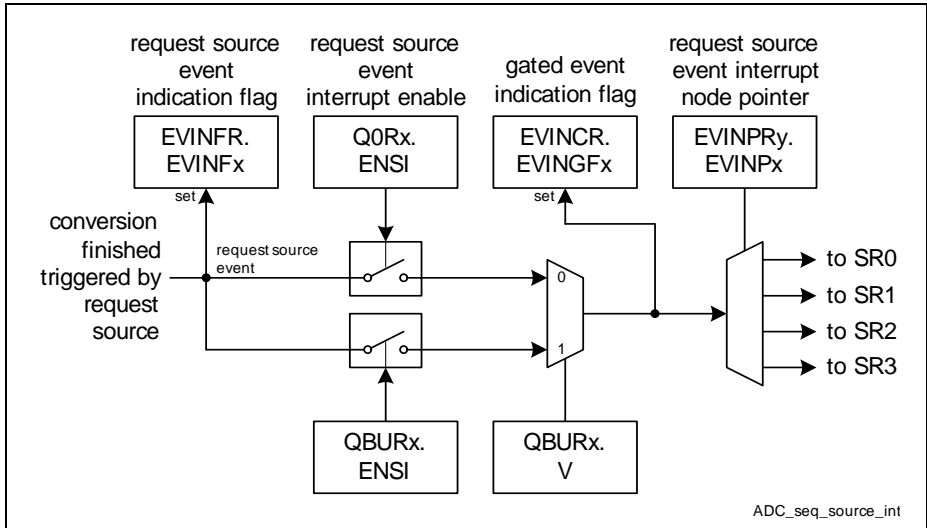 request source
event
indication flag
request source
event
interrupt enable
gated event
indication flag
request source
event interrupt
node pointer
EVINFR.
EVINFx
Q0Rx.
ENSI
EVINCR.
EVINGFx
EVINPRy.
EVINPx
set
set
conversion
finished
triggered by
request
source
request source
event
0
1
to SR0
to SR1
to SR2
to SR3
QBURx.
ENSI
QBURx.
V
ADC_seq_source_int